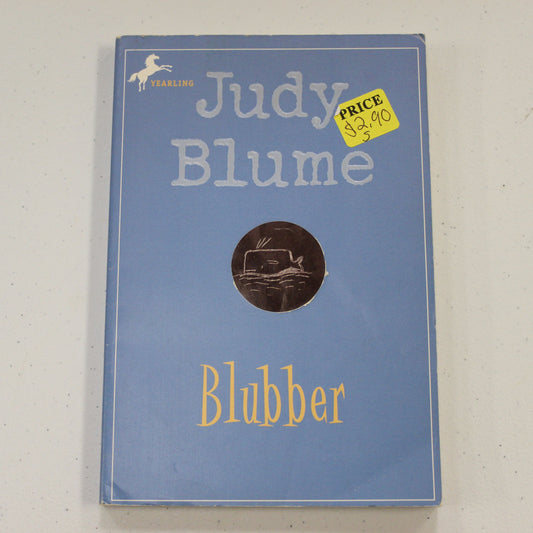 YEARLING
Judy
Blume
PRICE
$2.90
S
Blubber